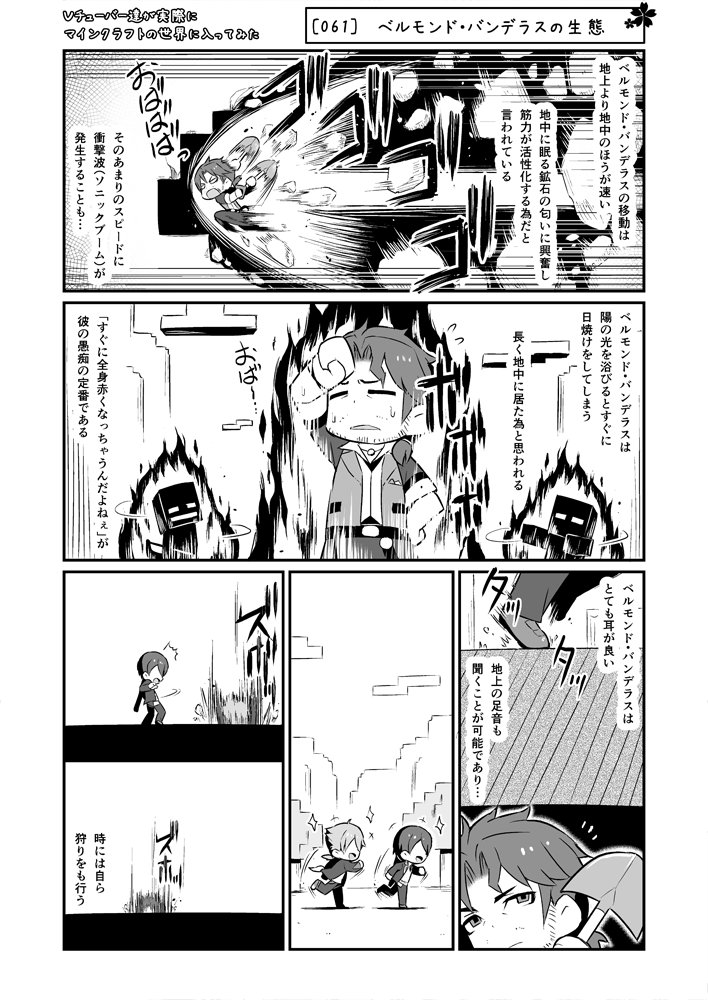 Vチューバー達が実際に
マインクラフトの世界に入ってみた
[061] ベルモンド・バンデラスの生態
ベルモンド・バンデラスの移動は
地上より地中のほうが速い
地中に眠る鉱石の匂いに興奮し
筋力が活性化する為だと
言われている
ババババ
おばばばばっ
そのあまりのスピードに
衝撃波(ソニックブーム)が
発生することも…
ベルモンド・バンデラスは
陽の光を浴びるとすぐに
日焼けをしてしまう
長く地中に居た為と思われる
おば〜…
「すぐに全身赤くなっちゃうんだよねぇ」が
彼の愚痴の定番である
ベルモンド・バンデラスは
とても耳が良い
タッ
タッ
地上の足音も
聞くことが可能であり…
ズボッ
ズボッ
時には自ら
狩りをも行う